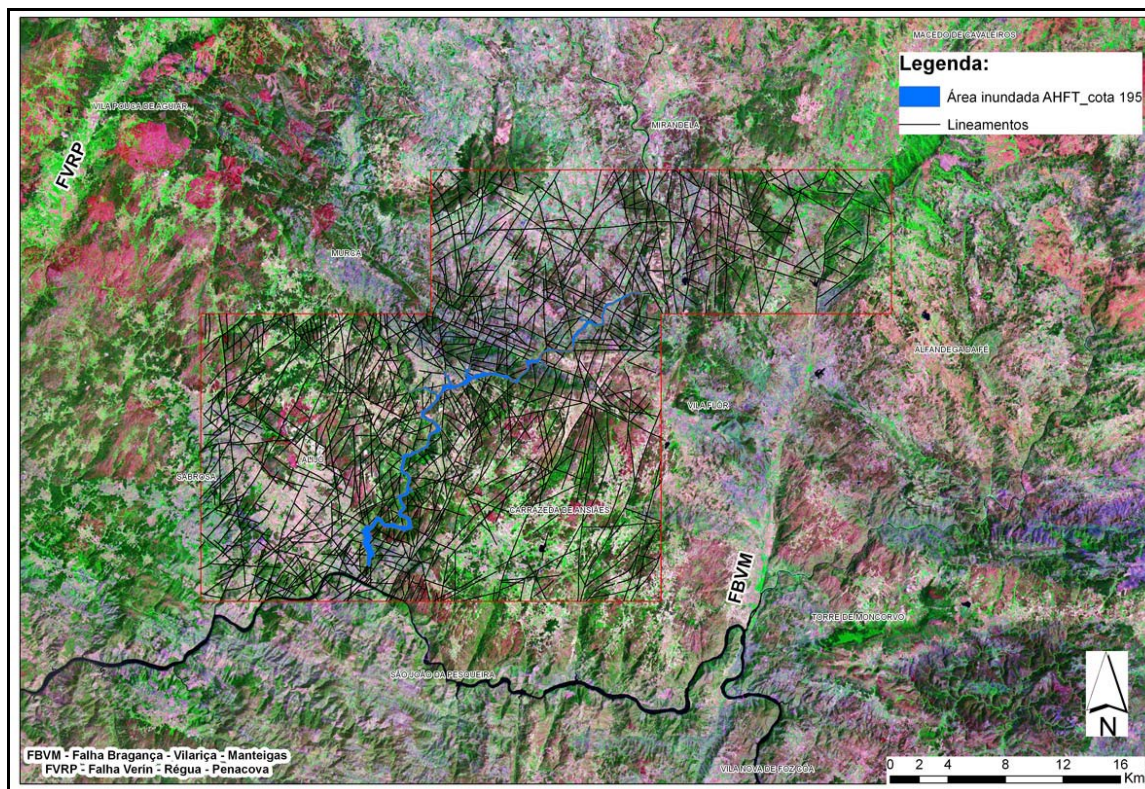 MACEDO DE CAVALEIROS
Legenda:
Área inundada AHFT_cota 195
Lineamentos
VILA POUCA DE AGUIAR
MIRANDELA
FVRP
MURÇA
ALFANDEGA DA FÉ
VILA FLOR
ALIJÓ
SABROSA
CARRAZEDA DE ANSIÃES
FBVM
TORRE DE MONCORVO
SÃO JOÃO DA PESQUEIRA
N
FBVM - Falha Bragança - Vilariça - Manteigas
FVRP - Falha Verín - Régua - Penacova
VILA NOVA DE FOZ CÔA
0 2 4 8 12 16
Km